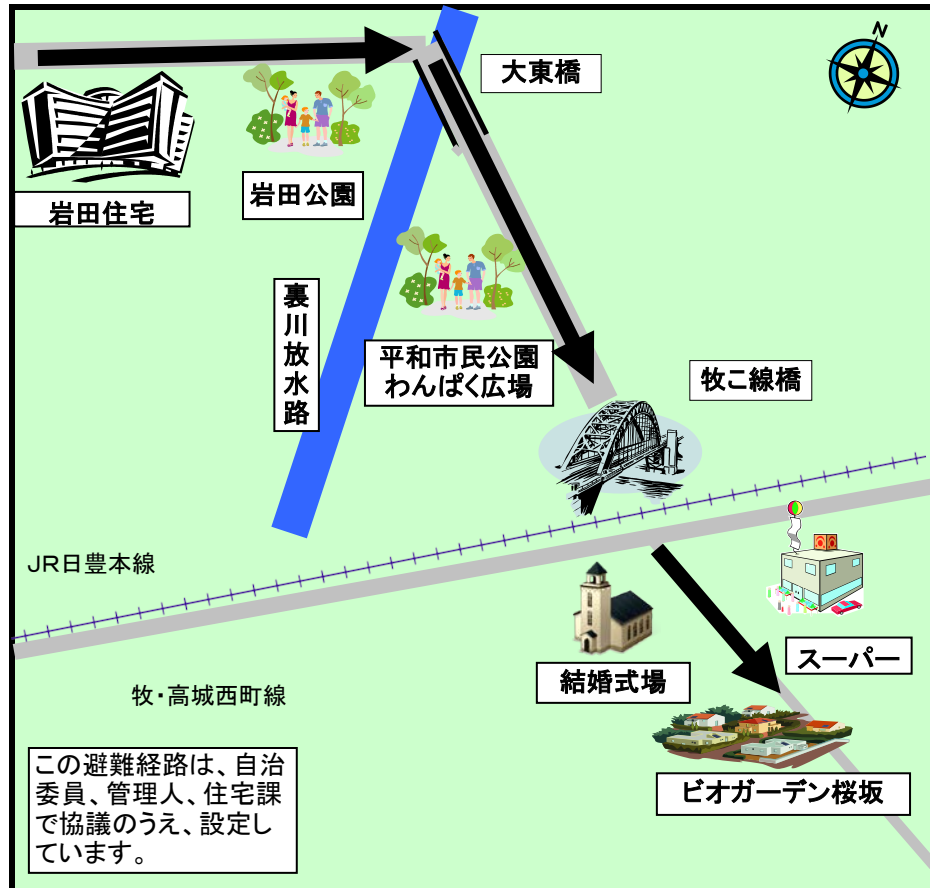 N
大東橋
岩田公園
岩田住宅
裏川放水路
平和市民公園
わんぱく広場
牧こ線橋
JR日豊本線
スーパー
結婚式場
牧・高城西町線
ビオガーデン桜坂
この避難経路は、自治
委員、管理人、住宅課
で協議のうえ、設定し
ています。